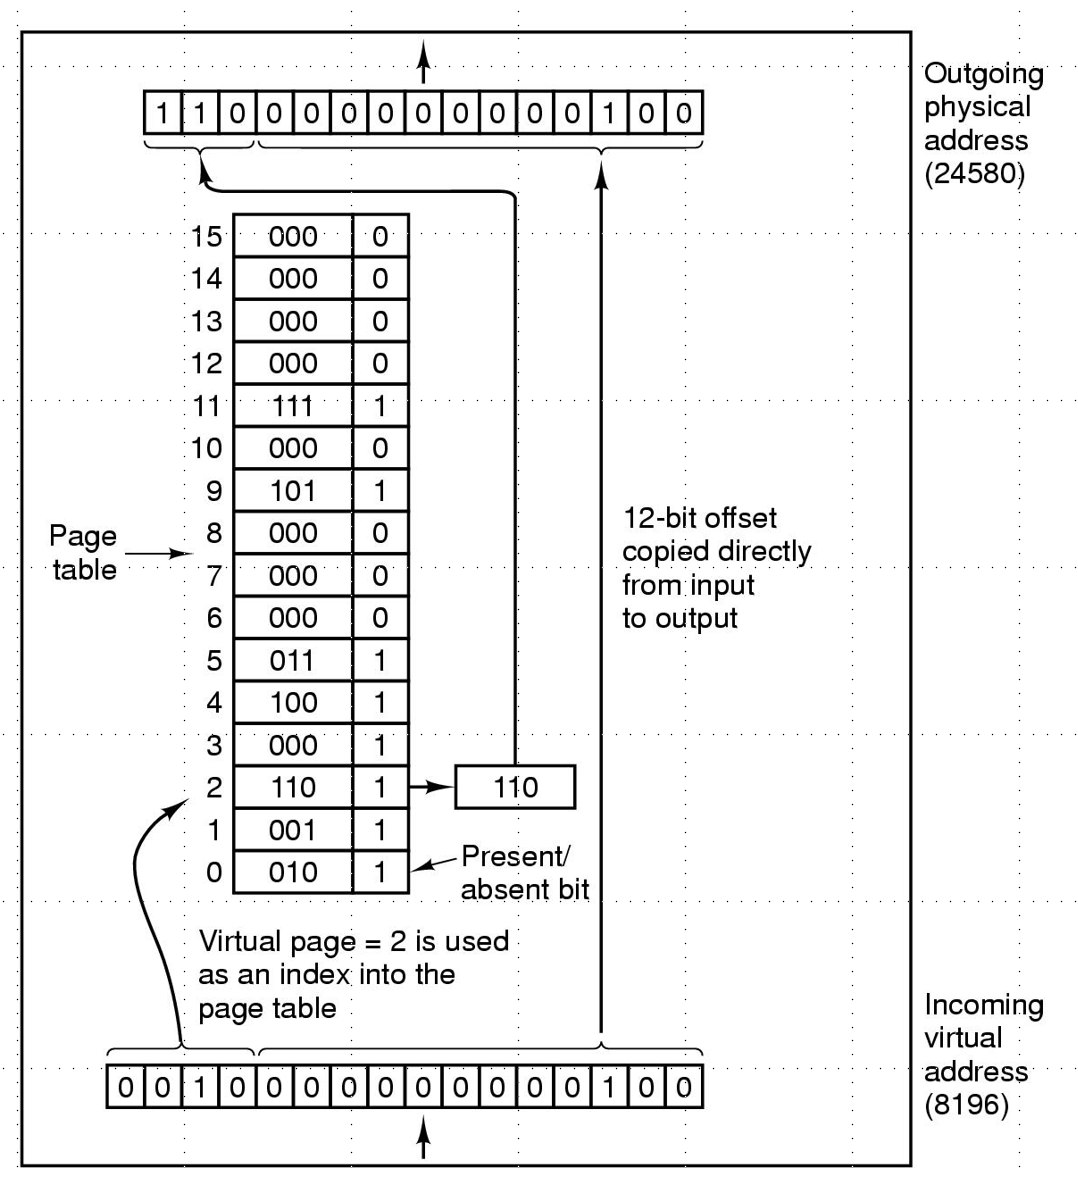 1 1 0 0 0 0 0 0 0 0 0 0 1 0 0
Outgoing
physical
address
(24580)
15 000 0
14 000 0
13 000 0
12 000 0
11 111 1
10 000 0
9 101 1
8 000 0
7 000 0
6 000 0
5 011 1
4 100 1
3 000 1
2 110 1 110
1 001 1
0 010 1
Page
table
12-bit offset
copied directly
from input
to output
Present/
absent bit
Virtual page = 2 is used
as an index into the
page table
0 0 1 0 0 0 0 0 0 0 0 0 0 1 0 0
Incoming
virtual
address
(8196)